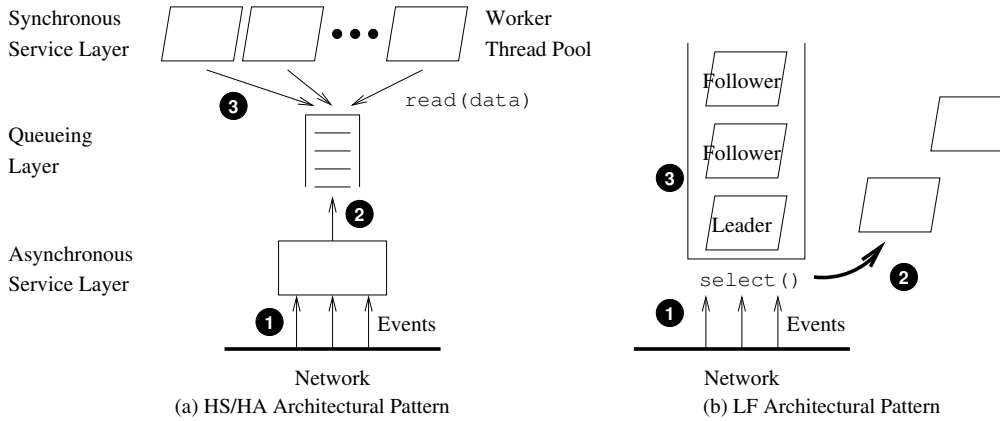 Synchronous
Service Layer
Worker
Thread Pool
3
read(data)
Queueing
Layer
2
Asynchronous
Service Layer
1
Events
Network
(a) HS/HA Architectural Pattern
Follower
Follower
3
Leader
select()
2
1
Events
Network
(b) LF Architectural Pattern